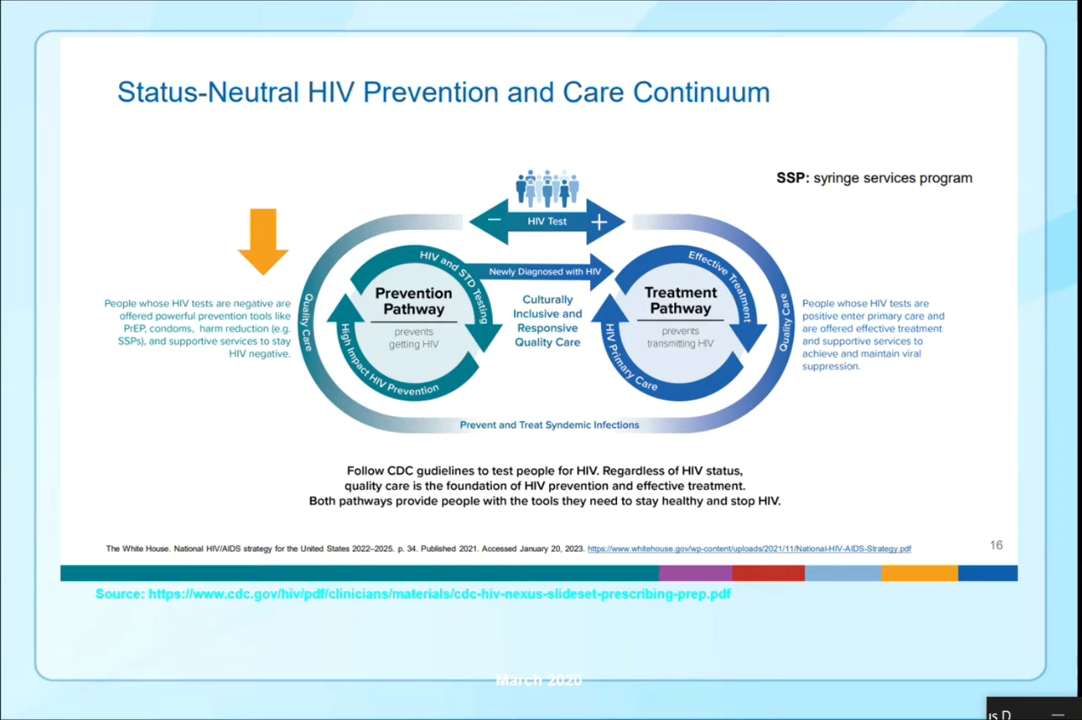 Status-Neutral HIV Prevention and Care Continuum
SSP: syringe services program
− HIV Test +
Newly Diagnosed with HIV
Quality Care
HIV and STD Testing
High Impact HIV Prevention
Prevention
Pathway
prevents
getting HIV
Culturally
Inclusive and
Responsive
Quality Care
Effective Treatment
HIV Primary Care
Treatment
Pathway
prevents
transmitting HIV
Quality Care
People whose HIV tests are negative are
offered powerful prevention tools like
PrEP, condoms, harm reduction (e.g.
SSPs), and supportive services to stay
HIV negative.
People whose HIV tests are
positive enter primary care and
are offered effective treatment
and supportive services to
achieve and maintain viral
suppression.
Prevent and Treat Syndemic Infections
Follow CDC gudielines to test people for HIV. Regardless of HIV status,
quality care is the foundation of HIV prevention and effective treatment.
Both pathways provide people with the tools they need to stay healthy and stop HIV.
The White House. National HIV/AIDS strategy for the United States 2022–2025. p. 34. Published 2021. Accessed January 20, 2023. https://www.whitehouse.gov/wp-content/uploads/2021/11/National-HIV-AIDS-Strategy.pdf
16
Source: https://www.cdc.gov/hiv/pdf/clinicians/materials/cdc-hiv-nexus-slideset-prescribing-prep.pdf
March 2020